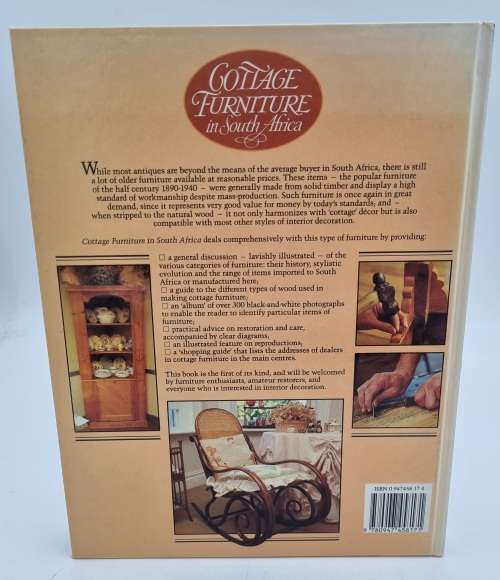 COTTAGE
FURNITURE
in South Africa
While most antiques are beyond the means of the average buyer in South Africa, there is still
a lot of older furniture available at reasonable prices. These items – the popular furniture
of the half century 1890-1940 – were generally made from solid timber and display a high
standard of workmanship despite mass-production. Such furniture is once again in great
demand, since it represents very good value for money by today's standards; and –
when stripped to the natural wood – it not only harmonizes with 'cottage' décor but is also
compatible with most other styles of interior decoration.
Cottage Furniture in South Africa deals comprehensively with this type of furniture by providing:
□ a general discussion – lavishly illustrated – of the
various categories of furniture: their history, stylistic
evolution and the range of items imported to South
Africa or manufactured here;
□ a guide to the different types of wood used in
making cottage furniture;
□ an 'album' of over 300 black-and-white photographs
to enable the reader to identify particular items of
furniture;
□ practical advice on restoration and care,
accompanied by clear diagrams;
□ an illustrated feature on reproductions;
□ a 'shopping guide' that lists the addresses of dealers
in cottage furniture in the main centres.
This book is the first of its kind, and will be welcomed
by furniture enthusiasts, amateur restorers, and
everyone who is interested in interior decoration.
ISBN 0 947458 17 4
9 780947 458179